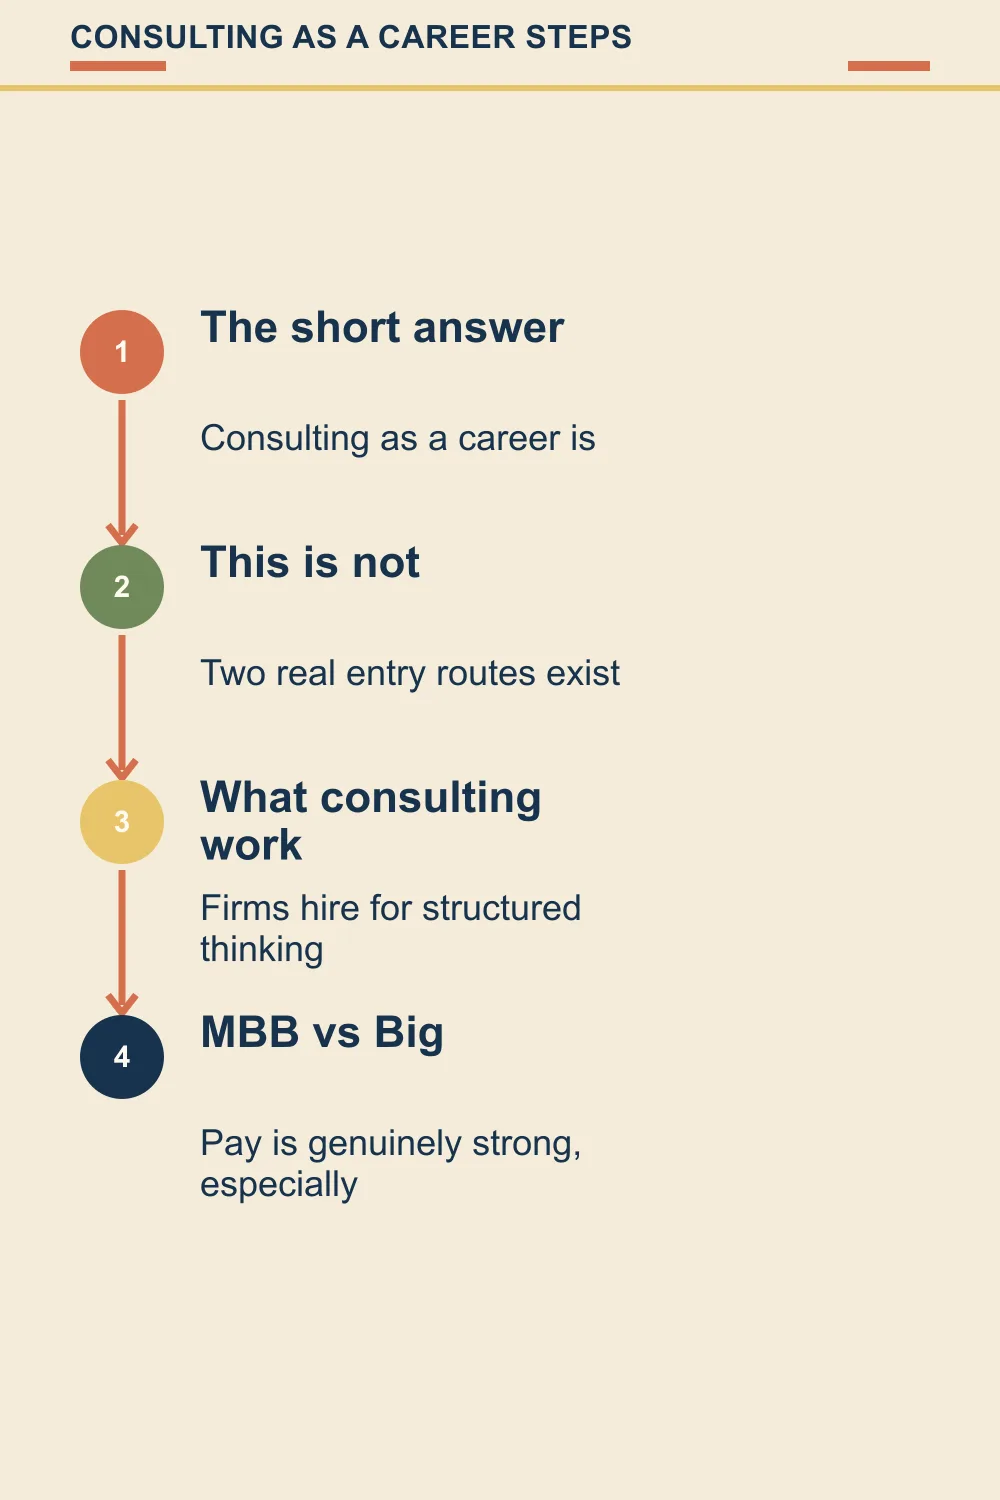 CONSULTING AS A CAREER STEPS
1
The short answer
Consulting as a career is
2
This is not
Two real entry routes exist
3
What consulting
work
Firms hire for structured
thinking
4
MBB vs Big
Pay is genuinely strong,
especially